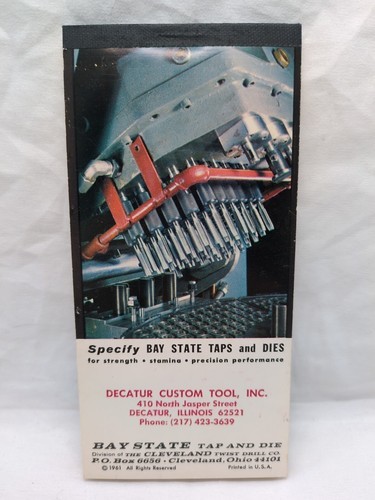 Specify BAY STATE TAPS and DIES
for strength • stamina • precision performance
DECATUR CUSTOM TOOL, INC.
410 North Jasper Street
DECATUR, ILLINOIS 62521
Phone: (217) 423-3639
BAY STATE TAP AND DIE
Division of THE CLEVELAND TWIST DRILL CO.
P.O. Box 6656 • Cleveland, Ohio 44101
© 1961 All Rights Reserved Printed in U.S.A.